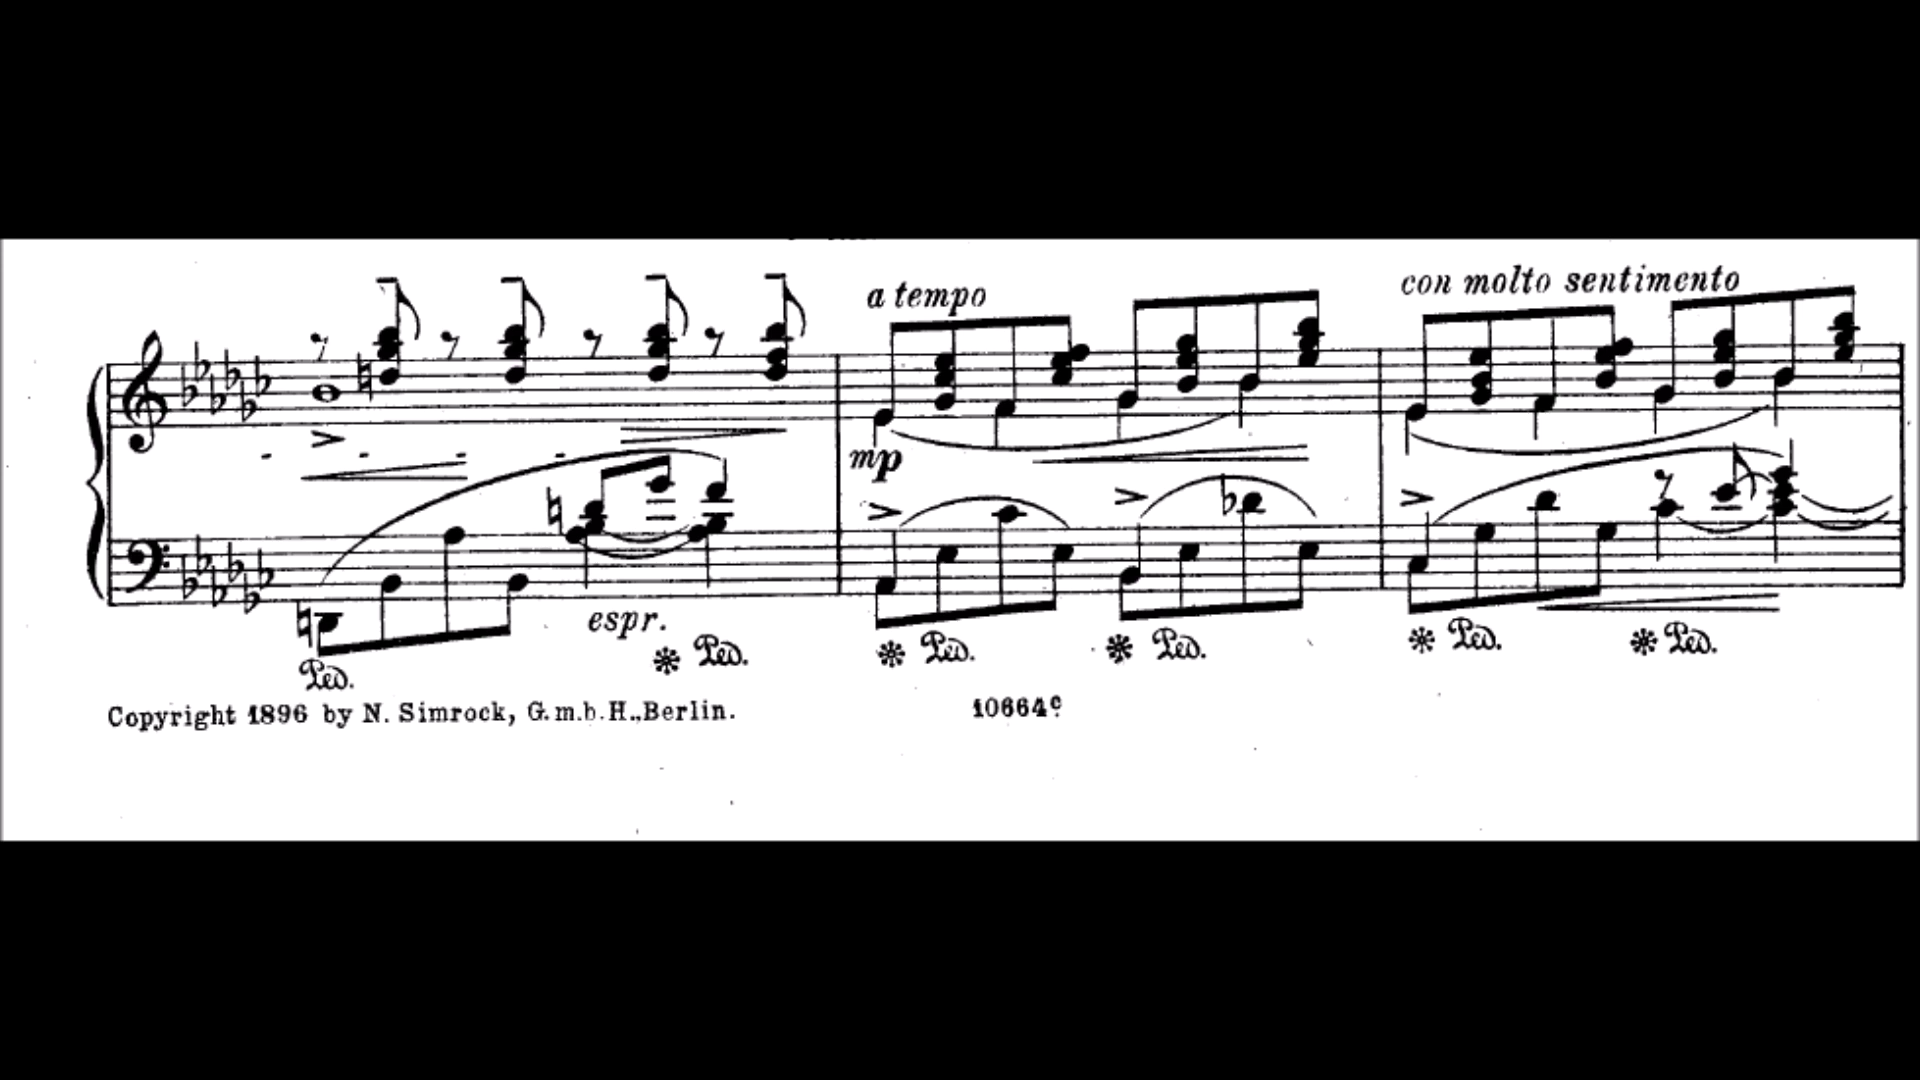 a tempo
con molto sentimento
mp
espr.
Ped. * Ped. * Ped. * Ped. * Ped. * Ped.
Copyright 1896 by N. Simrock, G.m.b.H., Berlin.
10664c